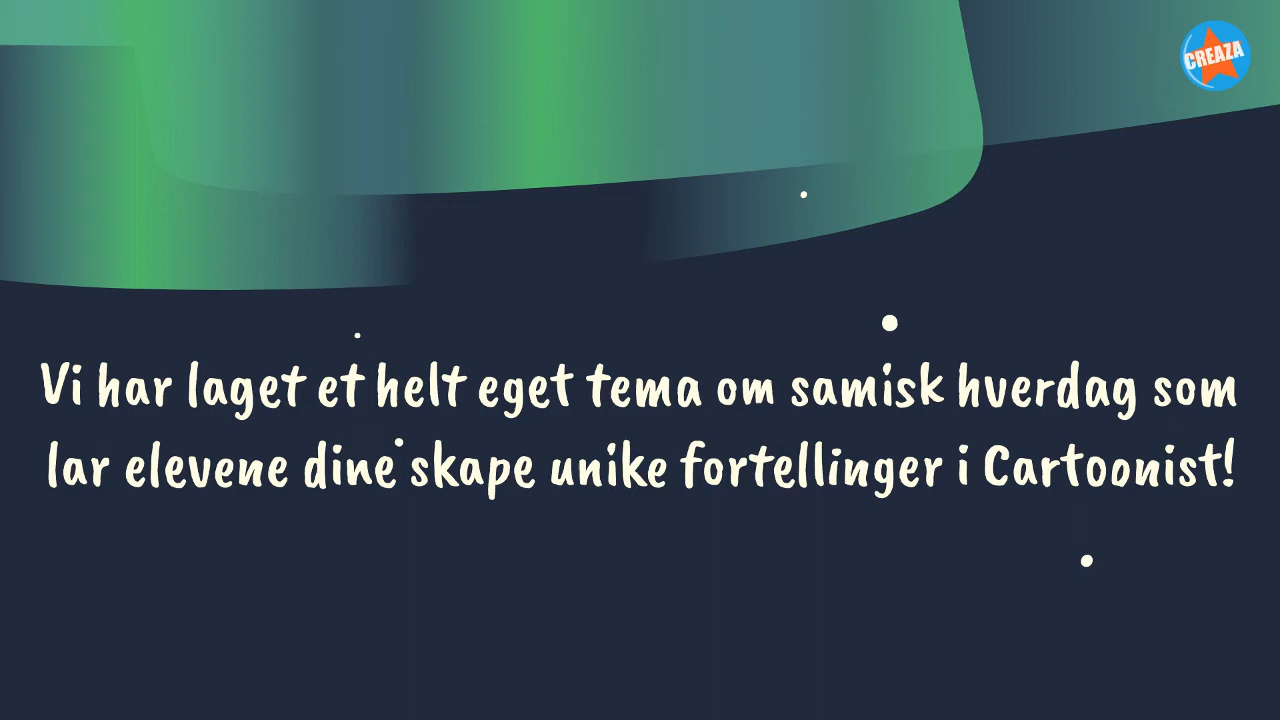 CREAZA
Vi har laget et helt eget tema om samisk hverdag som
lar elevene dine skape unike fortellinger i Cartoonist!